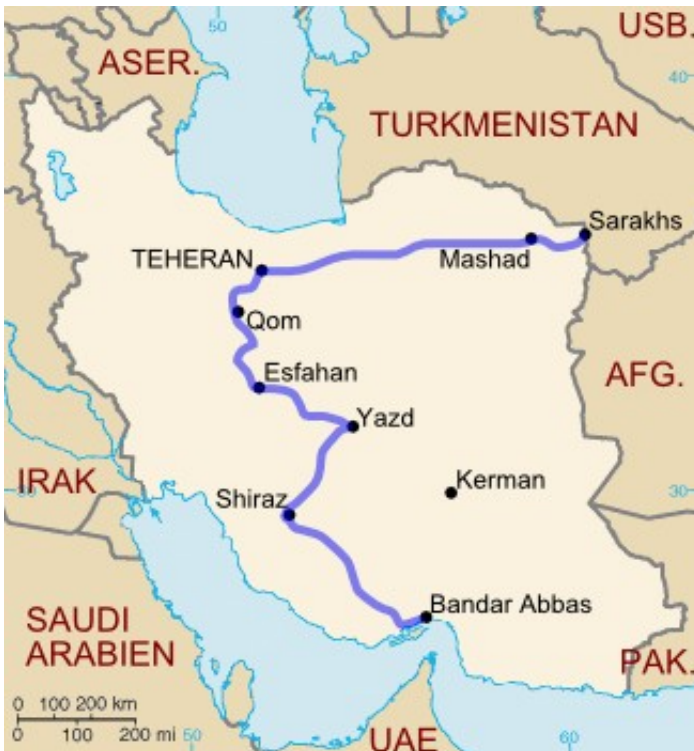 50
USB.
ASER.
40
TURKMENISTAN
Sarakhs
TEHERAN
Mashad
Qom
Esfahan
AFG.
Yazd
IRAK
Kerman
30
Shiraz
Bandar Abbas
SAUDI
ARABIEN
PAK.
0 100 200 km
0 100 200 mi
50
UAE
60